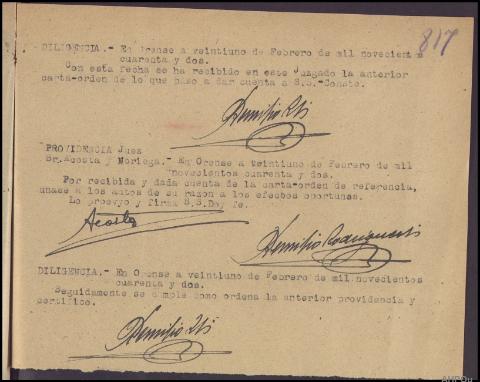 817
DILIGENCIA.- En Orense a veintiuno de Febrero de mil novecientos
cuarenta y dos.
Con esta fecha se ha recibido en este Juzgado la anterior
carta-orden de lo que paso a dar cuenta a S.S.-Conste.
PROVIDENCIA Juez
Sr.Acosta y Noriega.- En Orense a veintiuno de Febrero de mil
novecientos cuarenta y dos.
Por recibida y dada cuenta de la carta-orden de referencia,
unase a los autos de su razon a los efectos oportunos.
Lo proveyo y firma S.S.Doy fe.
Acosta
DILIGENCIA.- En Orense a veintiuno de Febrero de mil novecientos
cuarenta y dos.
Seguidamente se cumple como ordena la anterior providencia y
certifico.
AHPOu